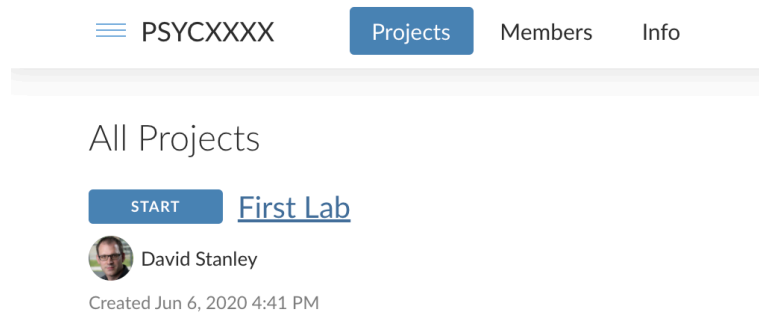 PSYCXXXX Projects Members Info
All Projects
START First Lab
David Stanley
Created Jun 6, 2020 4:41 PM